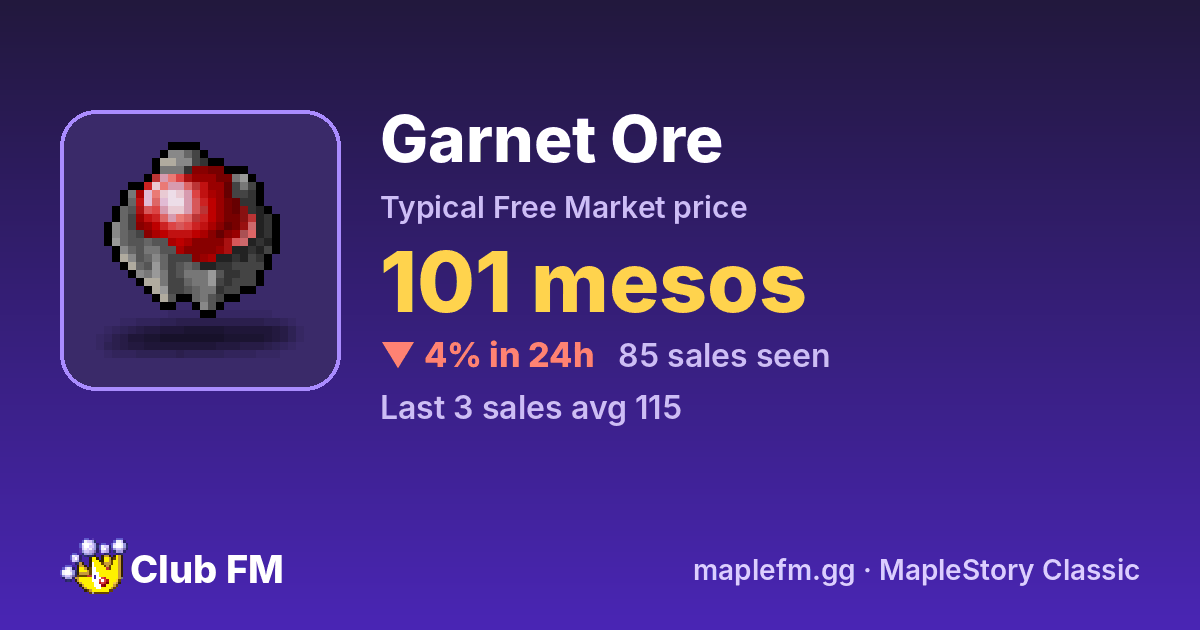 Garnet Ore
Typical Free Market price
101 mesos
▼ 4% in 24h 85 sales seen
Last 3 sales avg 115
Club FM
maplefm.gg · MapleStory Classic